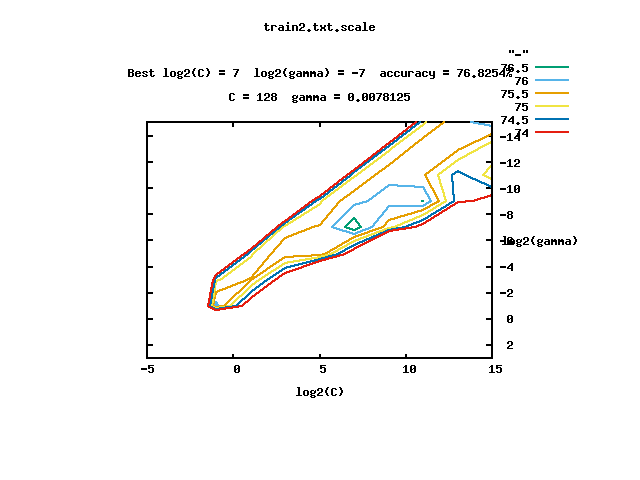 train2.txt.scale
"-"
Best log2(C) = 7 log2(gamma) = -7 accuracy = 76.8254%
C = 128 gamma = 0.0078125
76.5
76
75.5
75
74.5
74
-14
-12
-10
-8
-6
log2(gamma)
-4
-2
0
2
-5 0 5 10 15
log2(C)